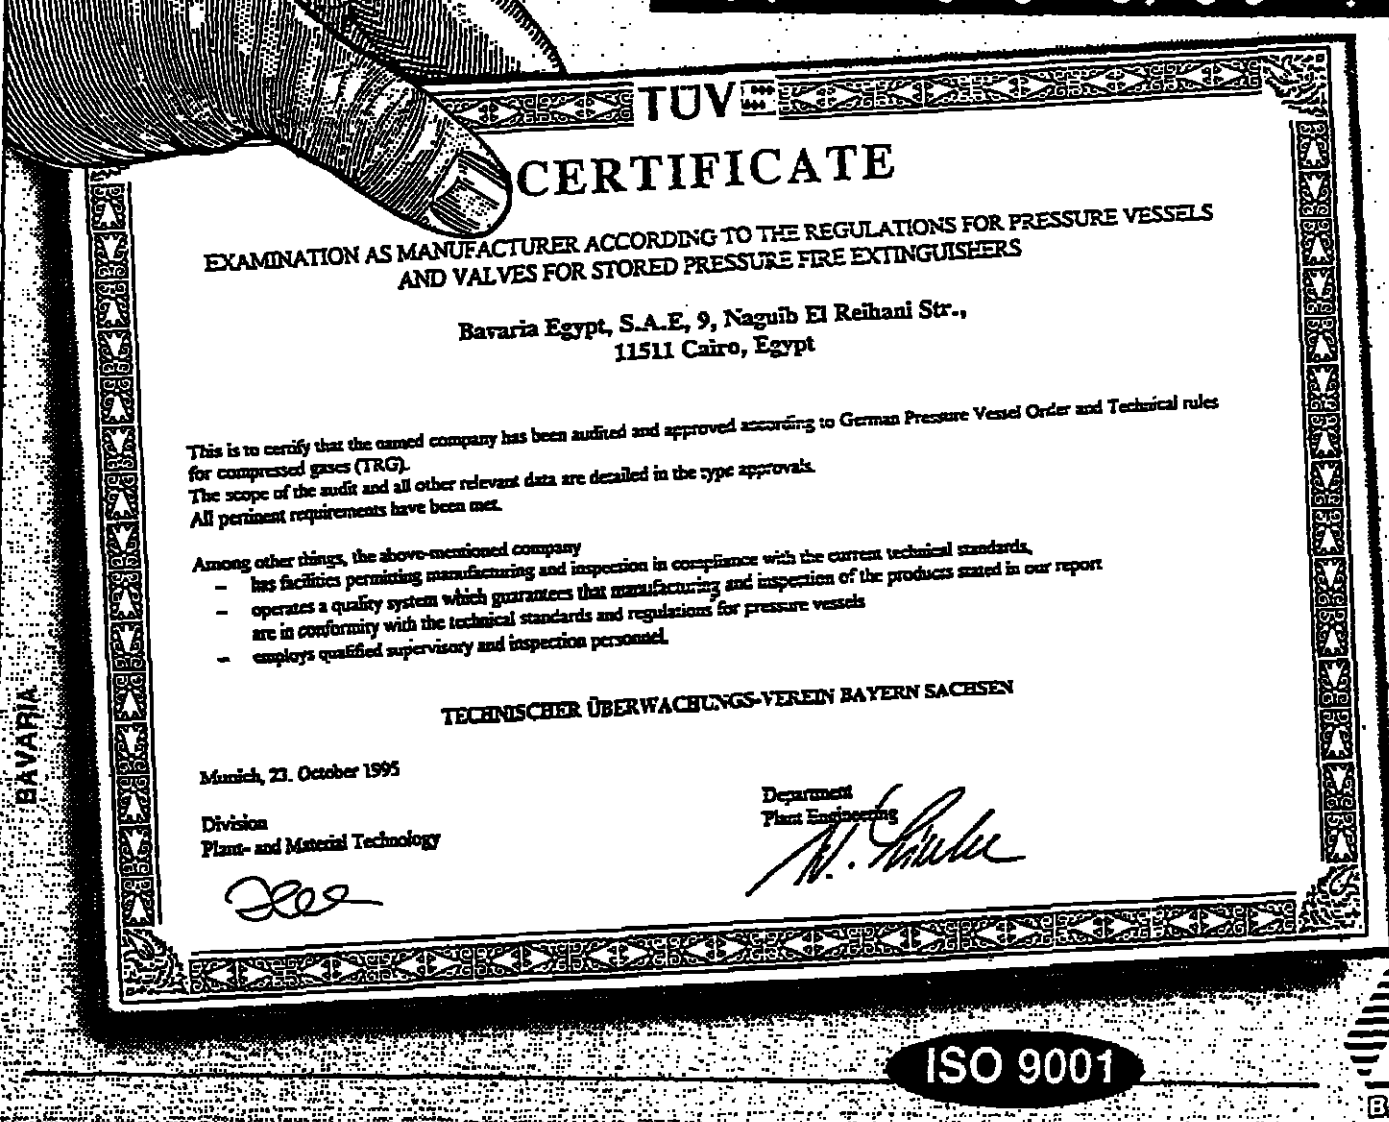 TÜV
CERTIFICATE
EXAMINATION AS MANUFACTURER ACCORDING TO THE REGULATIONS FOR PRESSURE VESSELS
AND VALVES FOR STORED PRESSURE FIRE EXTINGUISHERS
Bavaria Egypt, S.A.E, 9, Naguib El Reihani Str.,
11511 Cairo, Egypt
This is to certify that the named company has been audited and approved according to German Pressure Vessel Order and Technical rules
for compressed gases (TRG).
The scope of the audit and all other relevant data are detailed in the type approvals.
All pertinent requirements have been met.
Among other things, the above-mentioned company
– has facilities permitting manufacturing and inspection in compliance with the current technical standards,
– operates a quality system which guarantees that manufacturing and inspection of the products stated in our report
are in conformity with the technical standards and regulations for pressure vessels
– employs qualified supervisory and inspection personnel.
TECHNISCHER ÜBERWACHUNGS-VEREIN BAYERN SACHSEN
Munich, 23. October 1995
Division
Plant- and Material Technology
Department
Plant Engineering
BAVARIA
ISO 9001